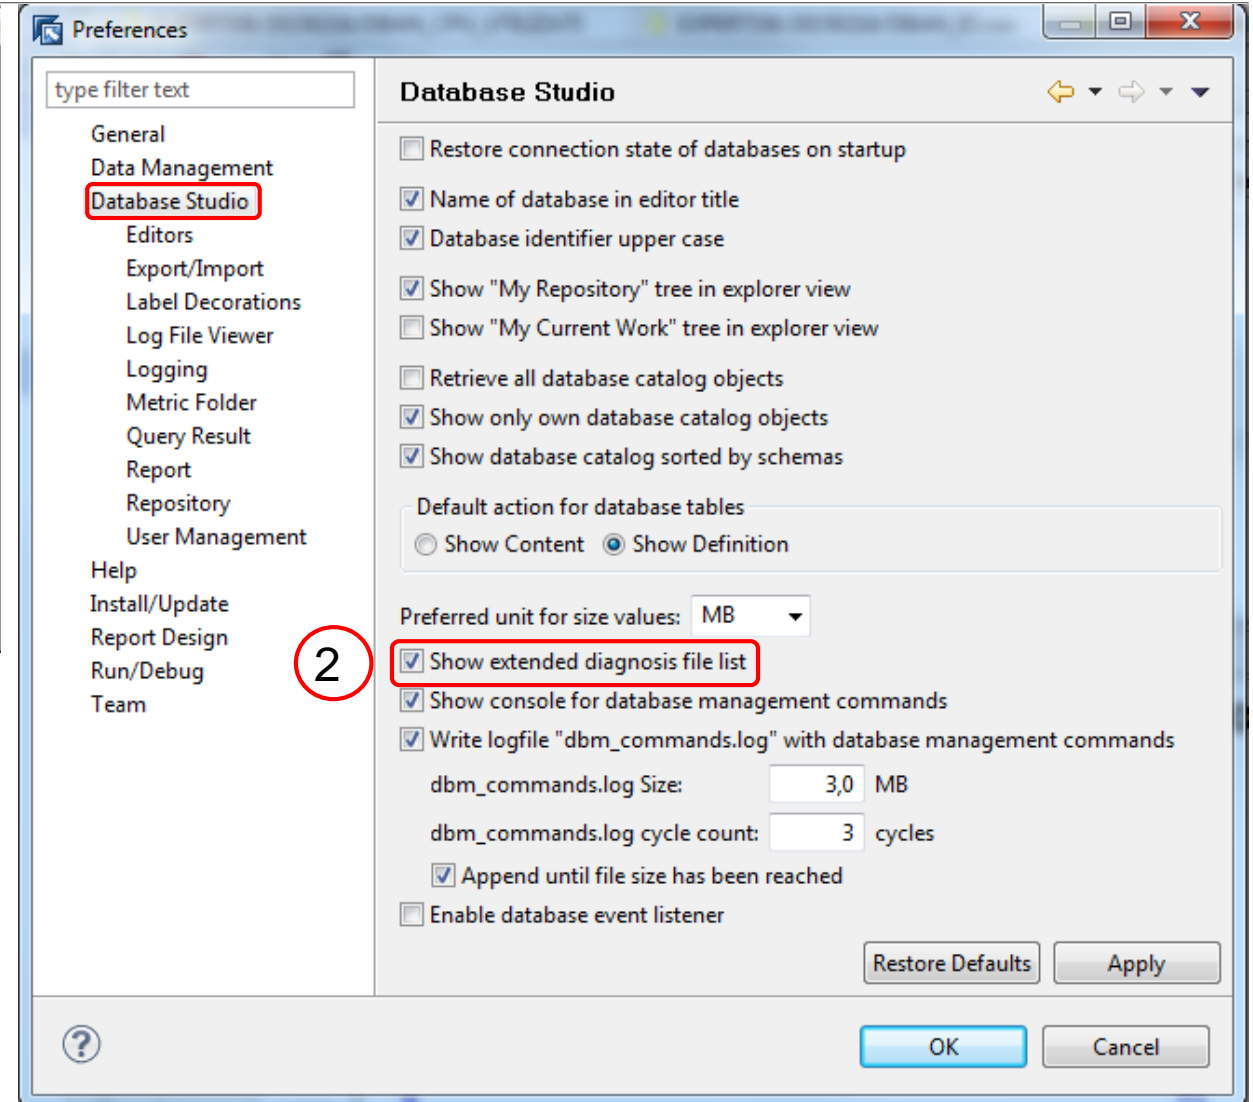 Preferences
type filter text
General
Data Management
Database Studio
Editors
Export/Import
Label Decorations
Log File Viewer
Logging
Metric Folder
Query Result
Report
Repository
User Management
Help
Install/Update
Report Design
Run/Debug
Team
Database Studio
Restore connection state of databases on startup
Name of database in editor title
Database identifier upper case
Show "My Repository" tree in explorer view
Show "My Current Work" tree in explorer view
Retrieve all database catalog objects
Show only own database catalog objects
Show database catalog sorted by schemas
Default action for database tables
Show Content Show Definition
Preferred unit for size values: MB
2 Show extended diagnosis file list
Show console for database management commands
Write logfile "dbm_commands.log" with database management commands
dbm_commands.log Size: 3,0 MB
dbm_commands.log cycle count: 3 cycles
Append until file size has been reached
Enable database event listener
Restore Defaults Apply
? OK Cancel